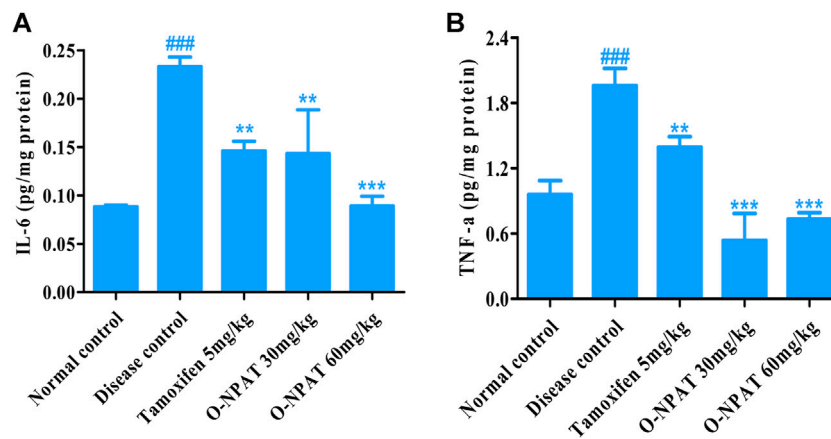 A
IL-6 (pg/mg protein)
0.25
0.20
0.15
0.10
0.05
0.00
###
**
**
***
Normal control
Disease control
Tamoxifen 5mg/kg
O-NPAT 30mg/kg
O-NPAT 60mg/kg
B
TNF-a (pg/mg protein)
2.4
1.8
1.2
0.6
0.0
###
**
***
***
Normal control
Disease control
Tamoxifen 5mg/kg
O-NPAT 30mg/kg
O-NPAT 60mg/kg